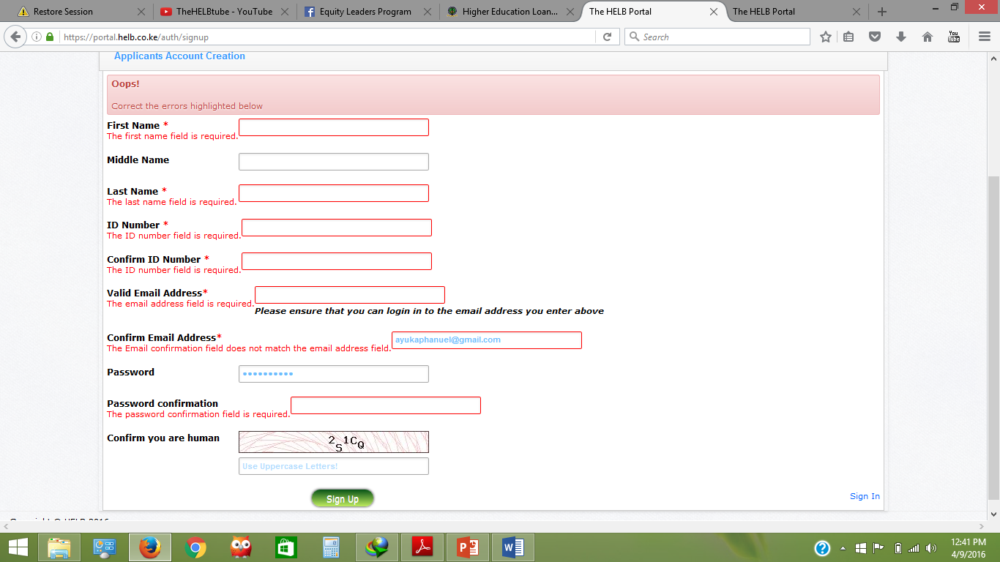 Restore Session
TheHELBtube - YouTube
Equity Leaders Program
Higher Education Loan...
The HELB Portal
The HELB Portal
https://portal.helb.co.ke/auth/signup
Search
You Tube
Applicants Account Creation
Oops!
Correct the errors highlighted below
First Name *
The first name field is required.
Middle Name
Last Name *
The last name field is required.
ID Number *
The ID number field is required.
Confirm ID Number *
The ID number field is required.
Valid Email Address*
The email address field is required.
Please ensure that you can login in to the email address you enter above
Confirm Email Address*
The Email confirmation field does not match the email address field.
ayukaphanuel@gmail.com
Password
••••••••••
Password confirmation
The password confirmation field is required.
Confirm you are human
2S1CQ
Use Uppercase Letters!
Sign Up
Sign In
Copyright © HELB 2016
12:41 PM
4/9/2016